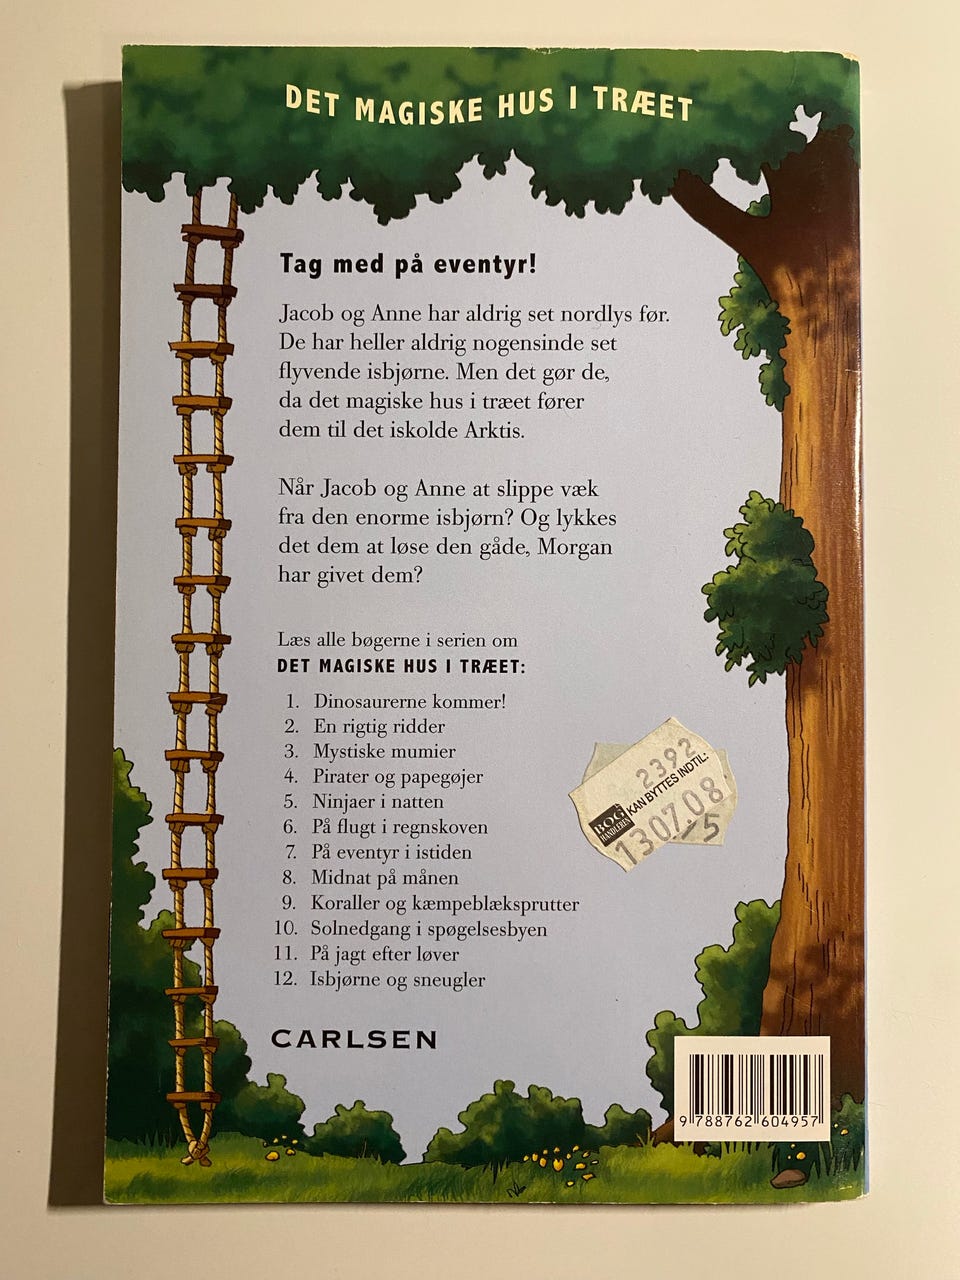 DET MAGISKE HUS I TRÆET
Tag med på eventyr!
Jacob og Anne har aldrig set nordlys før.
De har heller aldrig nogensinde set
flyvende isbjørne. Men det gør de,
da det magiske hus i træet fører
dem til det iskolde Arktis.
Når Jacob og Anne at slippe væk
fra den enorme isbjørn? Og lykkes
det dem at løse den gåde, Morgan
har givet dem?
Læs alle bøgerne i serien om
DET MAGISKE HUS I TRÆET:
1. Dinosaurerne kommer!
2. En rigtig ridder
3. Mystiske mumier
4. Pirater og papegøjer
5. Ninjaer i natten
6. På flugt i regnskoven
7. På eventyr i istiden
8. Midnat på månen
9. Koraller og kæmpeblæksprutter
10. Solnedgang i spøgelsesbyen
11. På jagt efter løver
12. Isbjørne og sneugler
2392
KAN BYTTES INDTIL:
BOG
HANDLEREN
1307.08
-5
CARLSEN
9 788762 604957